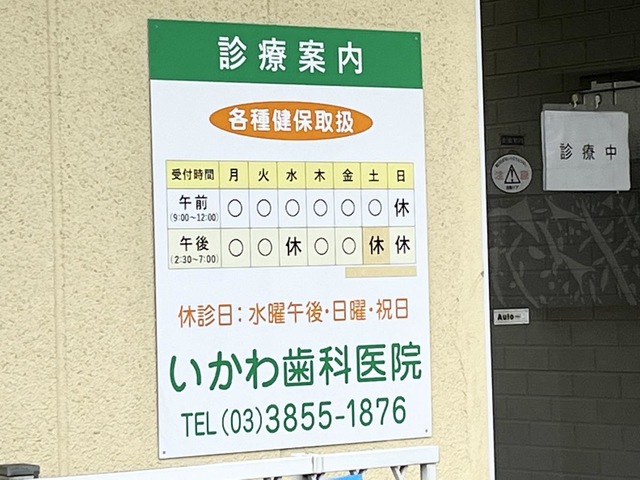 診療案内
各種健保取扱
受付時間 月 火 水 木 金 土 日
午前 ○ ○ ○ ○ ○ ○ 休
(9:00~12:00)
午後 ○ ○ 休 ○ ○ 休 休
(2:30~7:00)
休診日：水曜午後・日曜・祝日
いかわ歯科医院
TEL(03)3855-1876
診療中
Auto